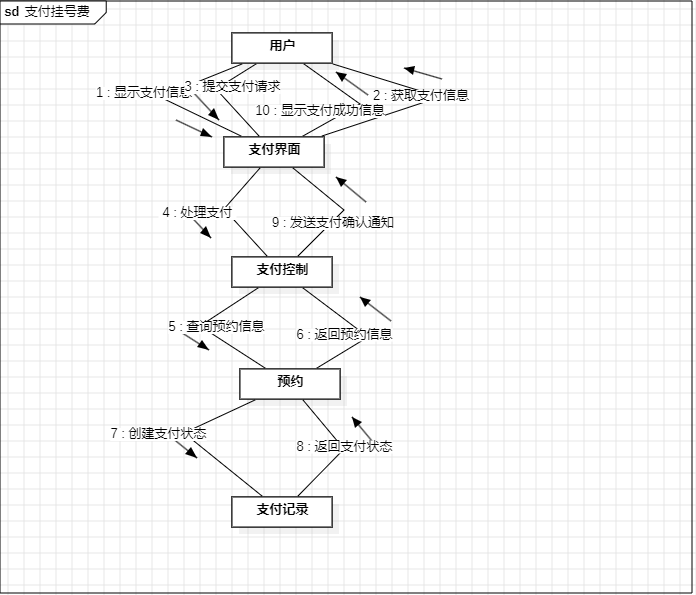 sd 支付挂号费
用户
1 : 显示支付信息
3 : 提交支付请求
2 : 获取支付信息
10 : 显示支付成功信息
支付界面
4 : 处理支付
9 : 发送支付确认通知
支付控制
5 : 查询预约信息
6 : 返回预约信息
预约
7 : 创建支付状态
8 : 返回支付状态
支付记录